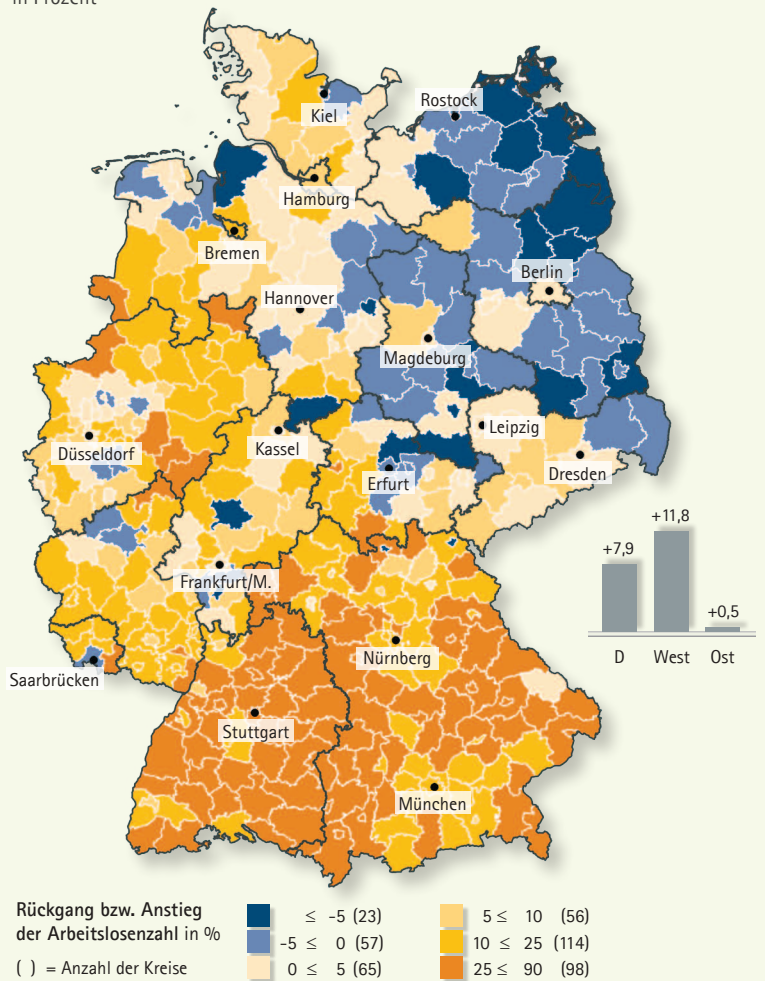 in Prozent
Kiel
Rostock
Hamburg
Bremen
Berlin
Hannover
Magdeburg
Düsseldorf
Kassel
Leipzig
Erfurt
Dresden
Frankfurt/M.
Nürnberg
Saarbrücken
Stuttgart
München
+7,9
+11,8
+0,5
D West Ost
Rückgang bzw. Anstieg
der Arbeitslosenzahl in %
( ) = Anzahl der Kreise
≤ -5 (23)
-5 ≤ 0 (57)
0 ≤ 5 (65)
5 ≤ 10 (56)
10 ≤ 25 (114)
25 ≤ 90 (98)